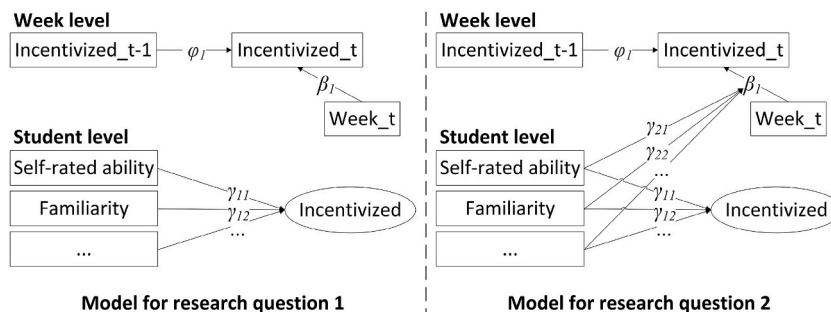 Week level
Incentivized_t-1
φ1
Incentivized_t
β1
Week_t
Student level
Self-rated ability
Familiarity
...
γ11
γ12
...
Incentivized
Model for research question 1
Week level
Incentivized_t-1
φ1
Incentivized_t
β1
Week_t
γ21
γ22
...
Student level
Self-rated ability
Familiarity
...
γ11
γ12
...
Incentivized
Model for research question 2